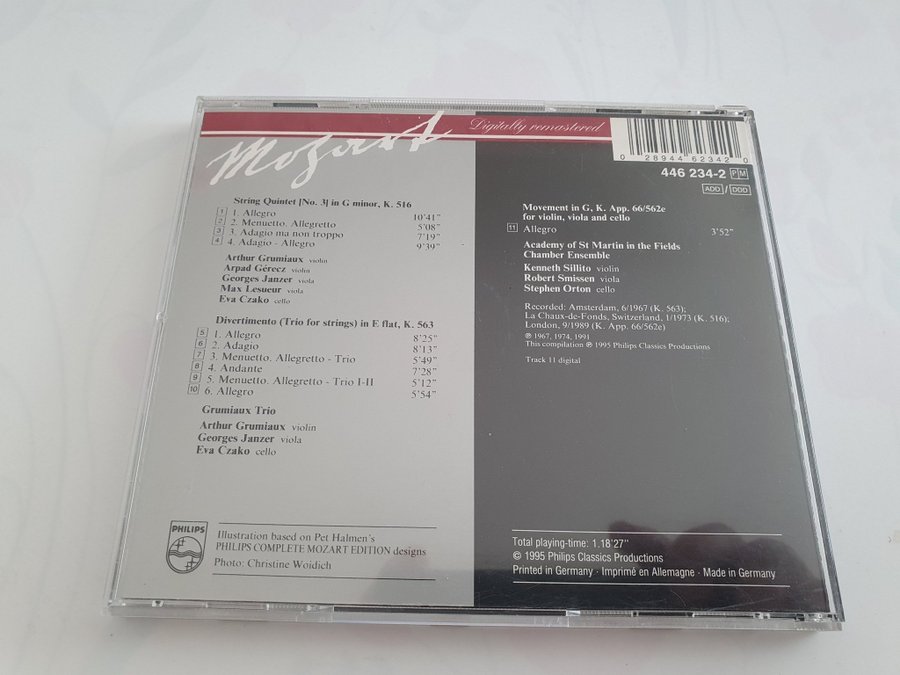 Mozart
Digitally remastered
0 28944 62342 0
446 234-2 PM
ADD / DDD
String Quintet [No. 3] in G minor, K. 516
1 1. Allegro 10'41"
2 2. Menuetto. Allegretto 5'08"
3 3. Adagio ma non troppo 7'19"
4 4. Adagio - Allegro 9'39"
Arthur Grumiaux violin
Arpad Gérecz violin
Georges Janzer viola
Max Lesueur viola
Eva Czako cello
Divertimento (Trio for strings) in E flat, K. 563
5 1. Allegro 8'25"
6 2. Adagio 8'13"
7 3. Menuetto. Allegretto - Trio 5'49"
8 4. Andante 7'28"
9 5. Menuetto. Allegretto - Trio I-II 5'12"
10 6. Allegro 5'54"
Grumiaux Trio
Arthur Grumiaux violin
Georges Janzer viola
Eva Czako cello
PHILIPS
Illustration based on Pet Halmen's
PHILIPS COMPLETE MOZART EDITION designs
Photo: Christine Woidich
Movement in G, K. App. 66/562e
for violin, viola and cello
11 Allegro 3'52"
Academy of St Martin in the Fields
Chamber Ensemble
Kenneth Sillito violin
Robert Smissen viola
Stephen Orton cello
Recorded: Amsterdam, 6/1967 (K. 563);
La Chaux-de-Fonds, Switzerland, 1/1973 (K. 516);
London, 9/1989 (K. App. 66/562e)
℗ 1967, 1974, 1991
This compilation ℗ 1995 Philips Classics Productions
Track 11 digital
Total playing-time: 1.18'27"
© 1995 Philips Classics Productions
Printed in Germany · Imprimé en Allemagne · Made in Germany